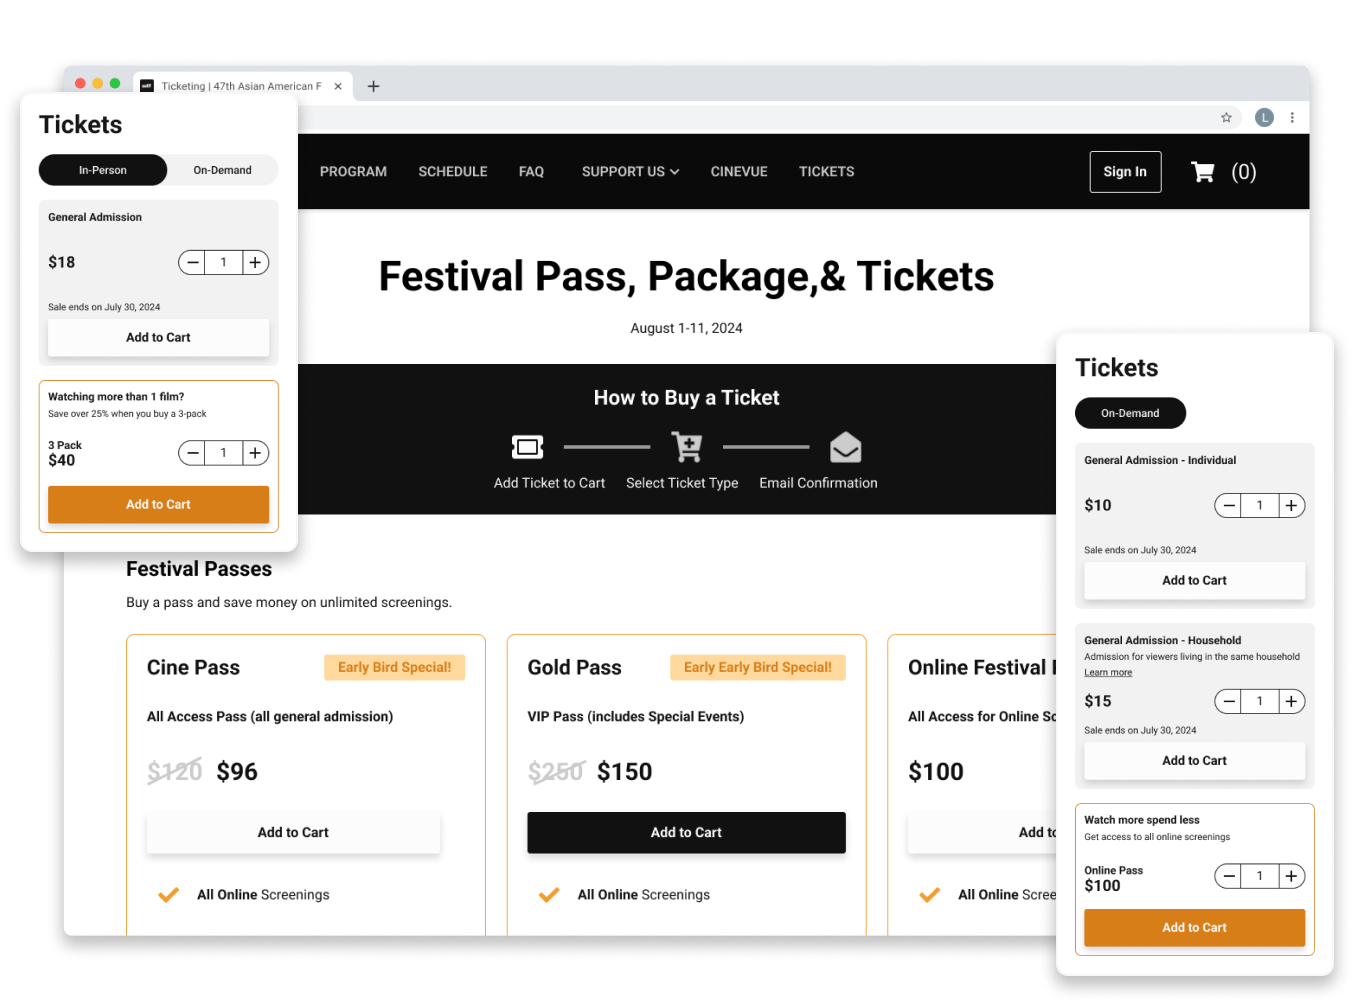 Ticketing | 47th Asian American F
L
PROGRAM SCHEDULE FAQ SUPPORT US CINEVUE TICKETS
Sign In (0)
Festival Pass, Package,& Tickets
August 1-11, 2024
How to Buy a Ticket
Add Ticket to Cart Select Ticket Type Email Confirmation
Tickets
In-Person On-Demand
General Admission
$18 1
Sale ends on July 30, 2024
Add to Cart
Watching more than 1 film?
Save over 25% when you buy a 3-pack
3 Pack
$40 1
Add to Cart
Festival Passes
Buy a pass and save money on unlimited screenings.
Cine Pass Early Bird Special!
All Access Pass (all general admission)
$120 $96
Add to Cart
All Online Screenings
Gold Pass Early Early Bird Special!
VIP Pass (includes Special Events)
$250 $150
Add to Cart
All Online Screenings
Online Festival
All Access for Online Sc
$100
Add to
All Online Scree
Tickets
On-Demand
General Admission - Individual
$10 1
Sale ends on July 30, 2024
Add to Cart
General Admission - Household
Admission for viewers living in the same household
Learn more
$15 1
Sale ends on July 30, 2024
Add to Cart
Watch more spend less
Get access to all online screenings
Online Pass
$100 1
Add to Cart